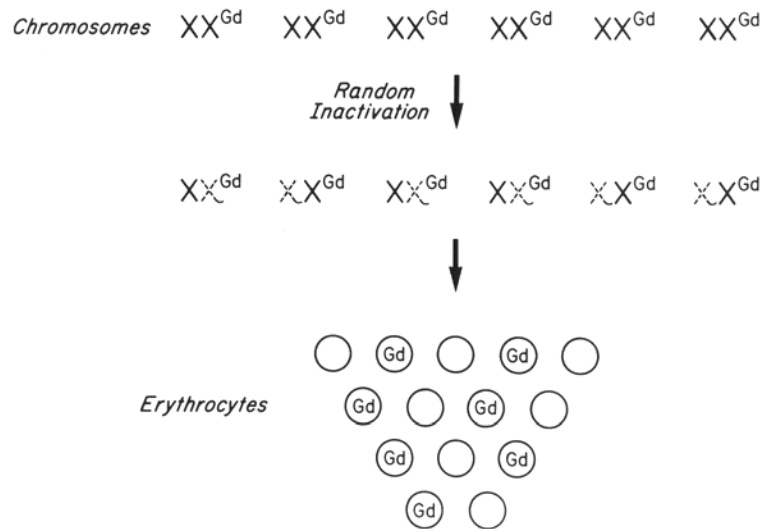 Chromosomes XX^Gd XX^Gd XX^Gd XX^Gd XX^Gd XX^Gd
Random
Inactivation
XX^Gd XX^Gd XX^Gd XX^Gd XX^Gd XX^Gd
Gd Gd
Erythrocytes Gd Gd
Gd Gd
Gd